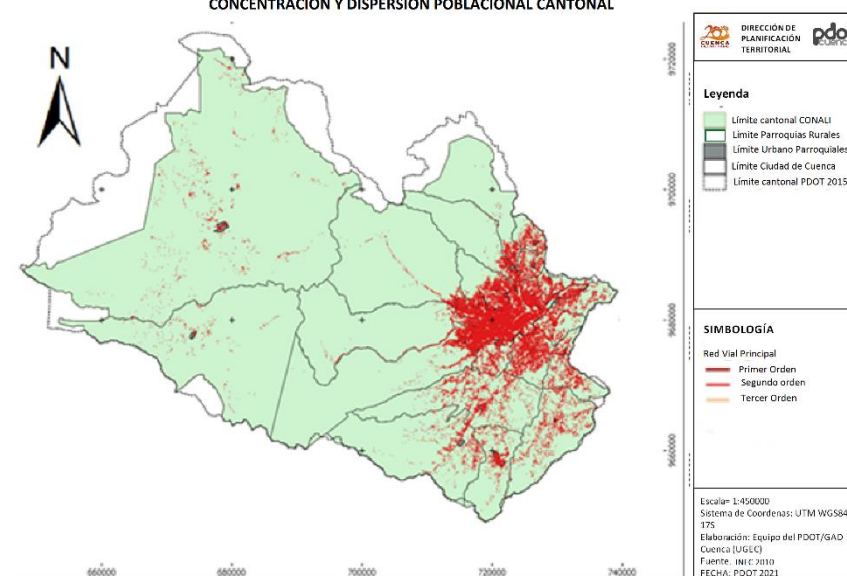 CONCENTRACIÓN Y DISPERSIÓN POBLACIONAL CANTONAL
N
9720000
9700000
9680000
9660000
660000
680000
700000
720000
740000
CUENCA
DIRECCIÓN DE
PLANIFICACIÓN
TERRITORIAL
pdo
cuenc
Leyenda
Límite cantonal CONALI
Límite Parroquias Rurales
Límite Urbano Parroquiales
Límite Ciudad de Cuenca
Límite cantonal PDOT 2015
SIMBOLOGÍA
Red Vial Principal
Primer Orden
Segundo orden
Tercer Orden
Escala= 1:450000
Sistema de Coordenas: UTM WGS84
17S
Elaboración: Equipo del PDOT/GAD
Cuenca (UGEC)
Fuente. INEC 2010
FECHA: PDOT 2021